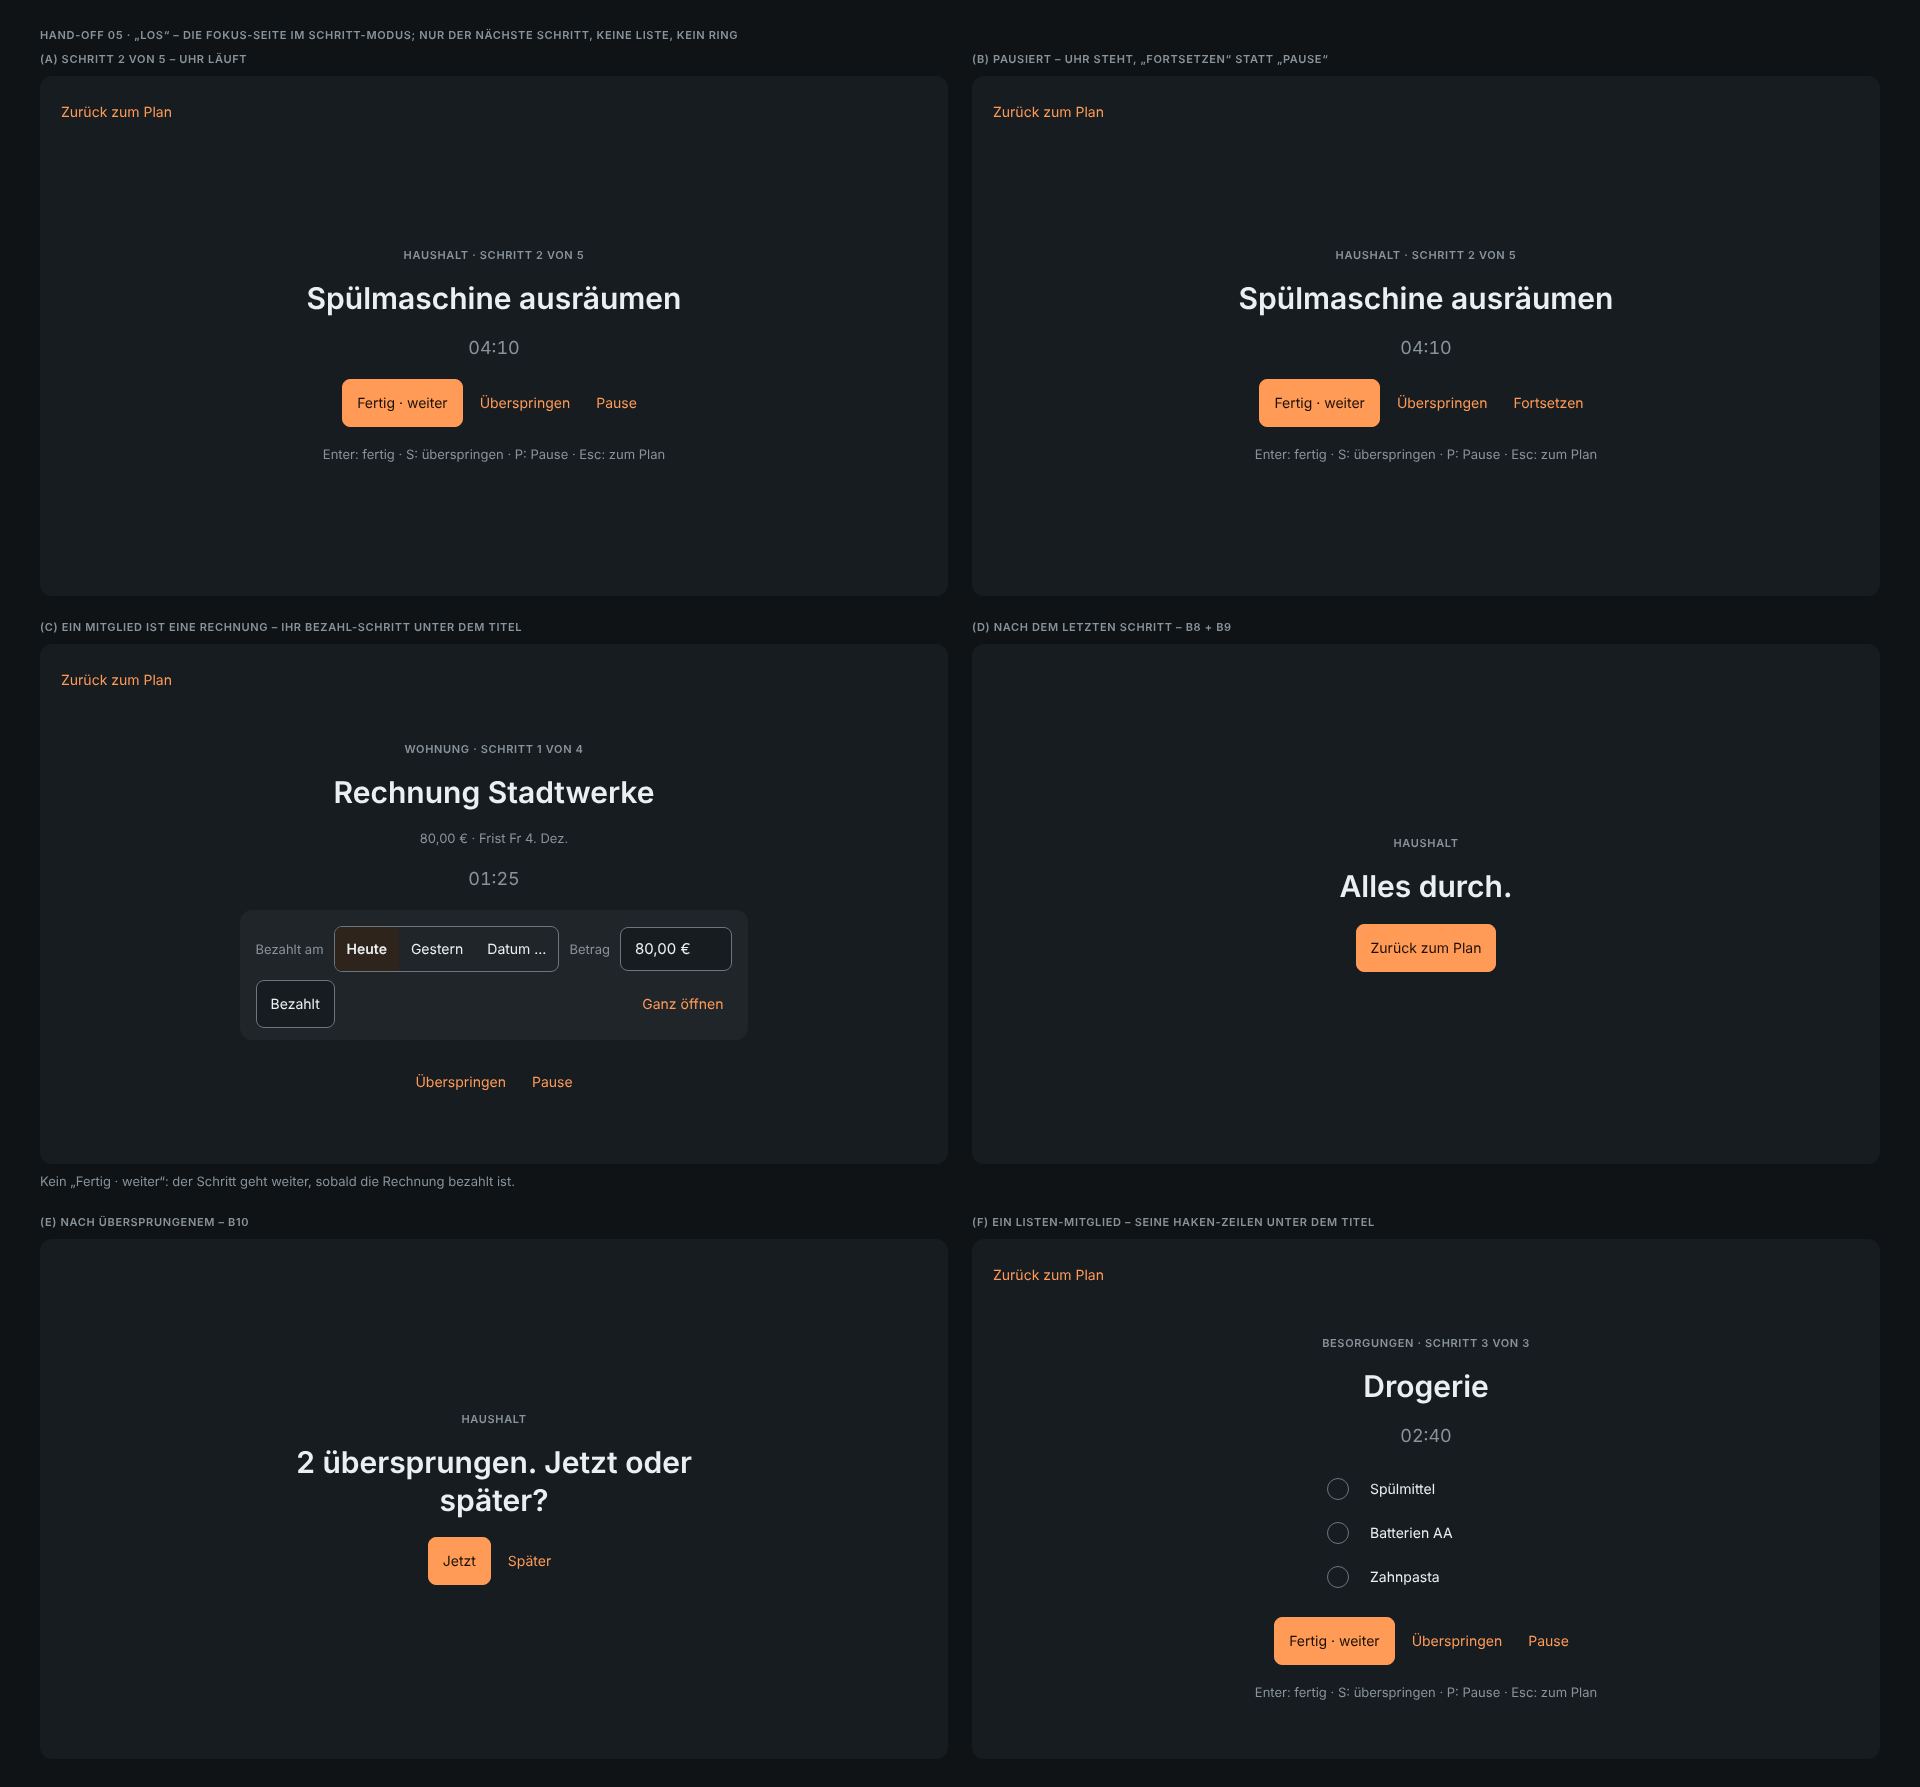 HAND-OFF 05 · „LOS“ – DIE FOKUS-SEITE IM SCHRITT-MODUS; NUR DER NÄCHSTE SCHRITT, KEINE LISTE, KEIN RING
(A) SCHRITT 2 VON 5 – UHR LÄUFT
Zurück zum Plan
HAUSHALT · SCHRITT 2 VON 5
Spülmaschine ausräumen
04:10
Fertig · weiter Überspringen Pause
Enter: fertig · S: überspringen · P: Pause · Esc: zum Plan
(B) PAUSIERT – UHR STEHT, „FORTSETZEN“ STATT „PAUSE“
Zurück zum Plan
HAUSHALT · SCHRITT 2 VON 5
Spülmaschine ausräumen
04:10
Fertig · weiter Überspringen Fortsetzen
Enter: fertig · S: überspringen · P: Pause · Esc: zum Plan
(C) EIN MITGLIED IST EINE RECHNUNG – IHR BEZAHL-SCHRITT UNTER DEM TITEL
Zurück zum Plan
WOHNUNG · SCHRITT 1 VON 4
Rechnung Stadtwerke
80,00 € · Frist Fr 4. Dez.
01:25
Bezahlt am Heute Gestern Datum … Betrag 80,00 €
Bezahlt Ganz öffnen
Überspringen Pause
Kein „Fertig · weiter“: der Schritt geht weiter, sobald die Rechnung bezahlt ist.
(D) NACH DEM LETZTEN SCHRITT – B8 + B9
HAUSHALT
Alles durch.
Zurück zum Plan
(E) NACH ÜBERSPRUNGENEM – B10
HAUSHALT
2 übersprungen. Jetzt oder
später?
Jetzt Später
(F) EIN LISTEN-MITGLIED – SEINE HAKEN-ZEILEN UNTER DEM TITEL
Zurück zum Plan
BESORGUNGEN · SCHRITT 3 VON 3
Drogerie
02:40
Spülmittel
Batterien AA
Zahnpasta
Fertig · weiter Überspringen Pause
Enter: fertig · S: überspringen · P: Pause · Esc: zum Plan